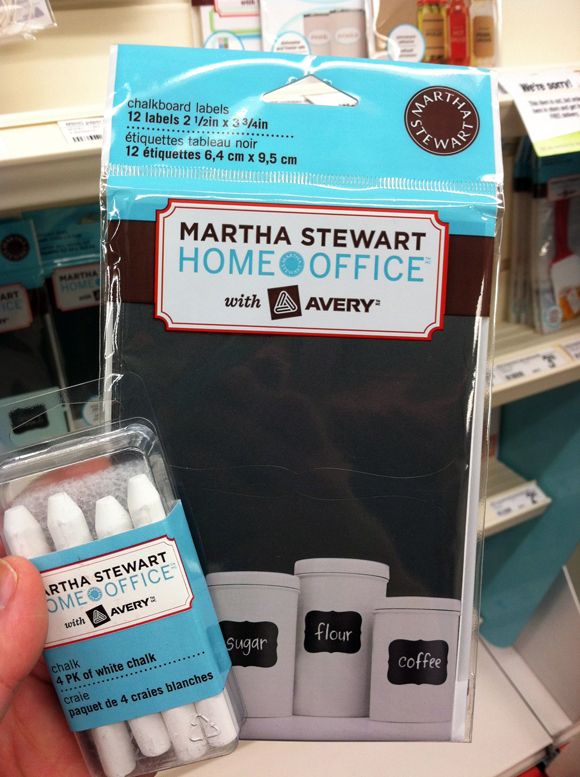 chalkboard labels
12 labels 2 1/2in x 3 3/4in
étiquettes tableau noir
12 étiquettes 6,4 cm x 9,5 cm
MARTHA STEWART
MARTHA STEWART
HOME OFFICE
with AVERY
sugar
flour
coffee
ARTHA STEWART
OME OFFICE
with AVERY
chalk
4 PK of white chalk
craie
paquet de 4 craies blanches
We're sorry!
HOME